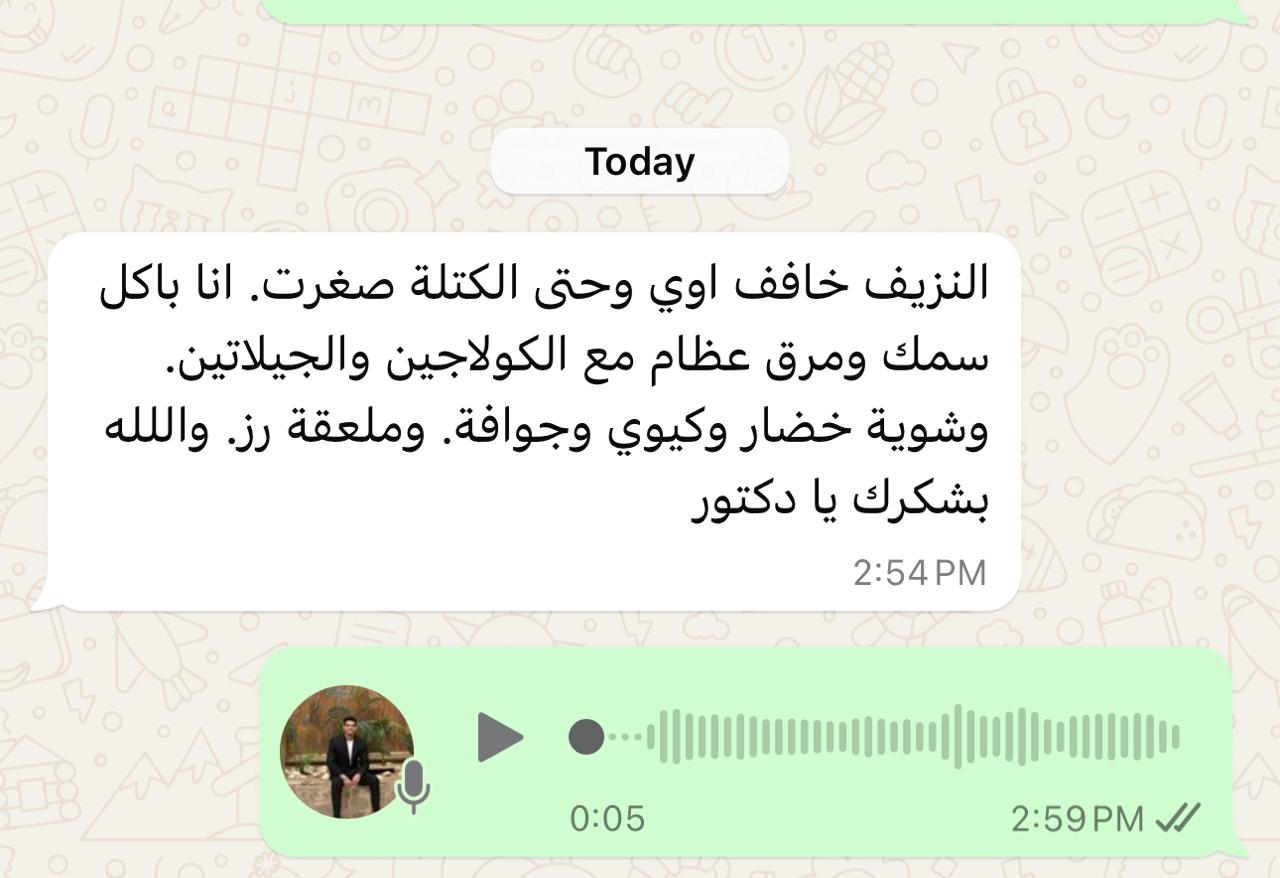 Today
النزيف خافف اوي وحتى الكتلة صغرت. انا باكل
سمك ومرق عظام مع الكولاجين والجيلاتين.
وشوية خضار وكيوي وجوافة. وملعقة رز. واللله
بشكرك يا دكتور
2:54 PM
0:05
2:59 PM